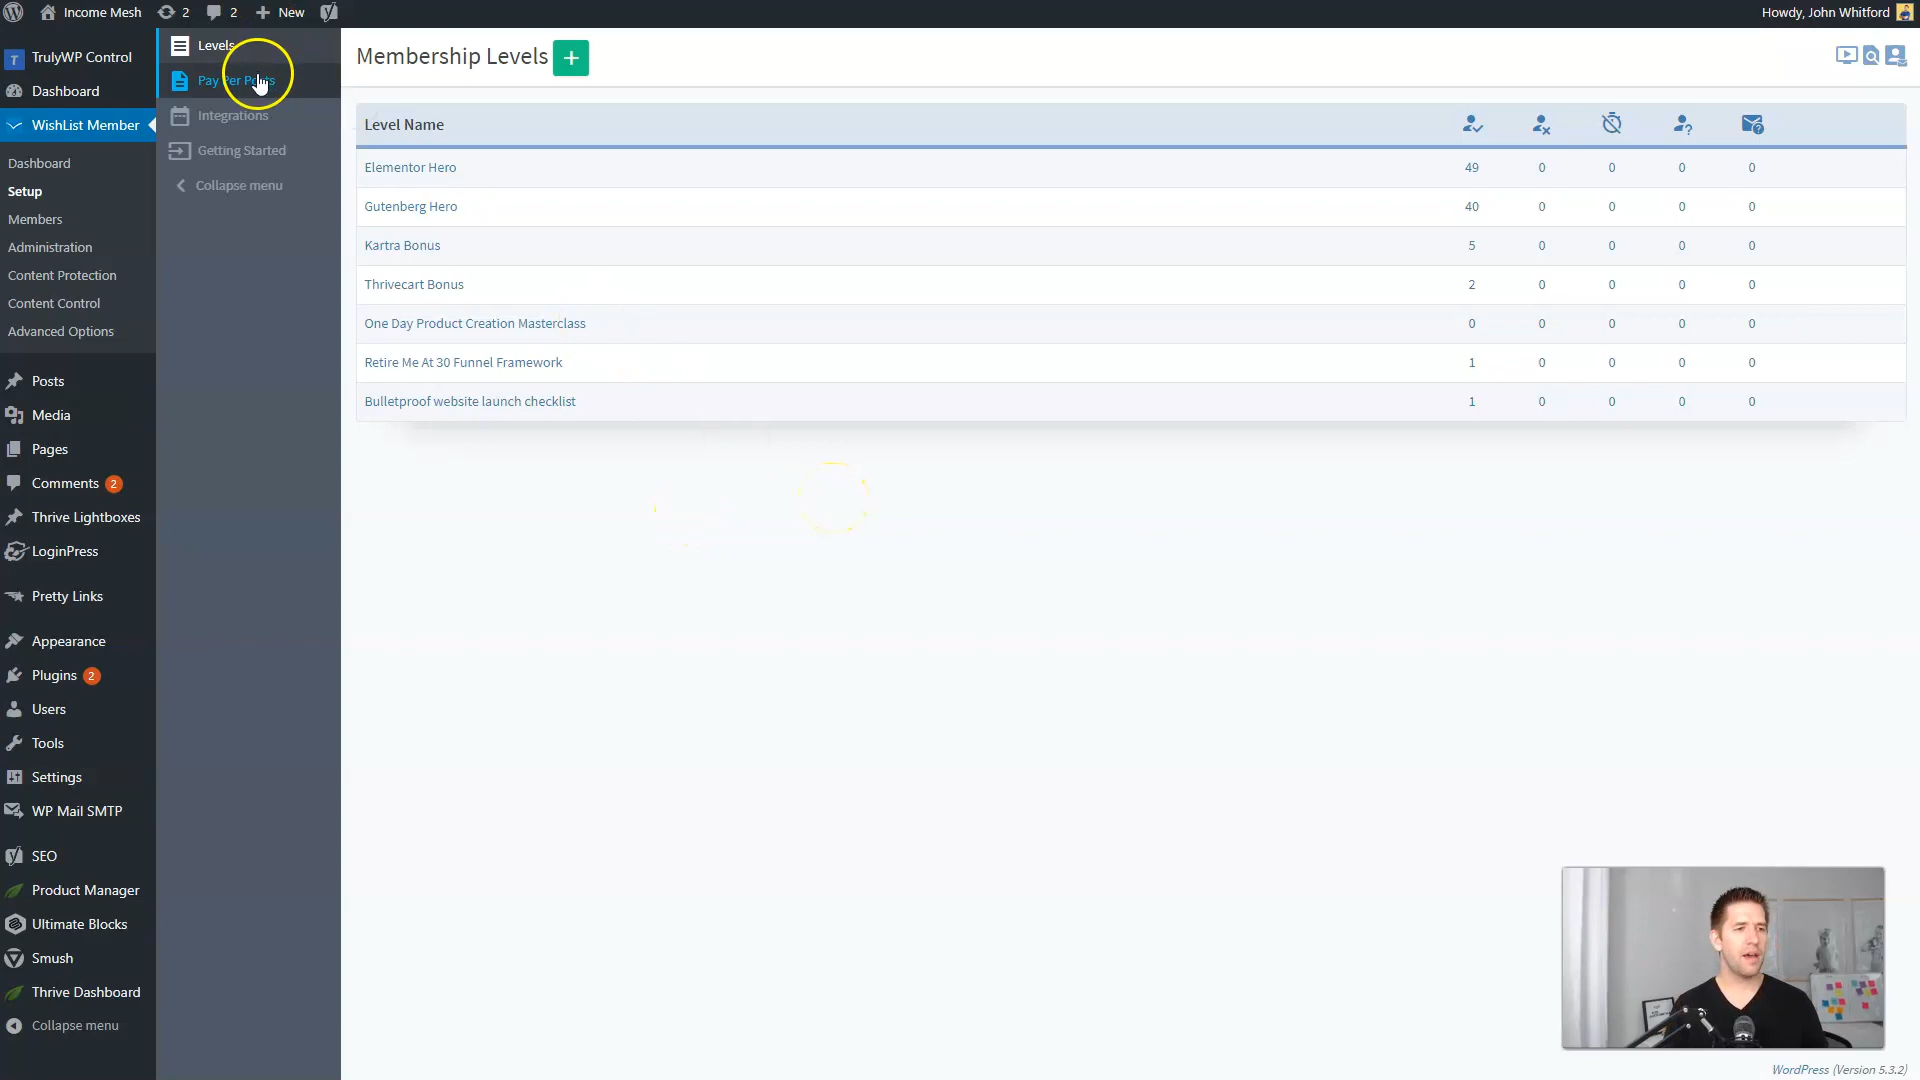 Income Mesh
2
2
New
Howdy, John Whitford
TrulyWP Control
Dashboard
WishList Member
Dashboard
Setup
Members
Administration
Content Protection
Content Control
Advanced Options
Posts
Media
Pages
Comments 2
Thrive Lightboxes
LoginPress
Pretty Links
Appearance
Plugins 2
Users
Tools
Settings
WP Mail SMTP
SEO
Product Manager
Ultimate Blocks
Smush
Thrive Dashboard
Collapse menu
Levels
Pay Per Posts
Integrations
Getting Started
Collapse menu
Membership Levels
Level Name
Elementor Hero 49 0 0 0 0
Gutenberg Hero 40 0 0 0 0
Kartra Bonus 5 0 0 0 0
Thrivecart Bonus 2 0 0 0 0
One Day Product Creation Masterclass 0 0 0 0 0
Retire Me At 30 Funnel Framework 1 0 0 0 0
Bulletproof website launch checklist 1 0 0 0 0
WordPress (Version 5.3.2)